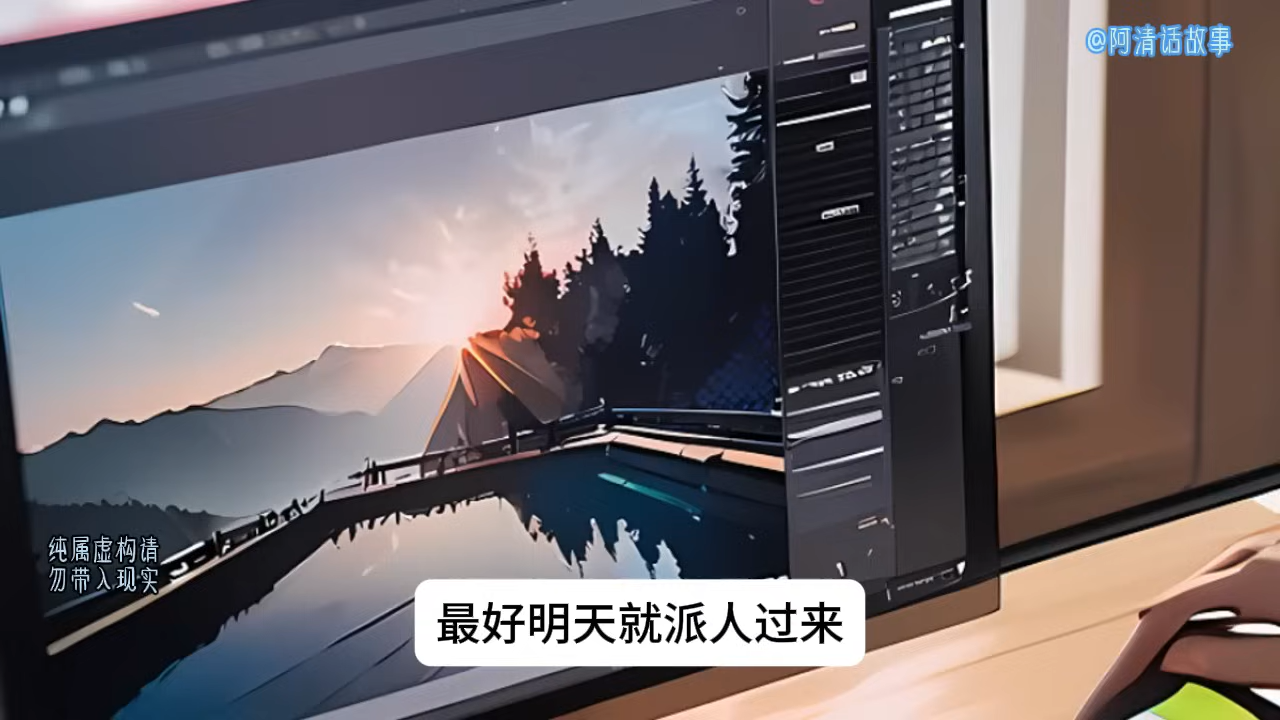 @阿清话故事
纯属虚构请
勿带入现实
最好明天就派人过来